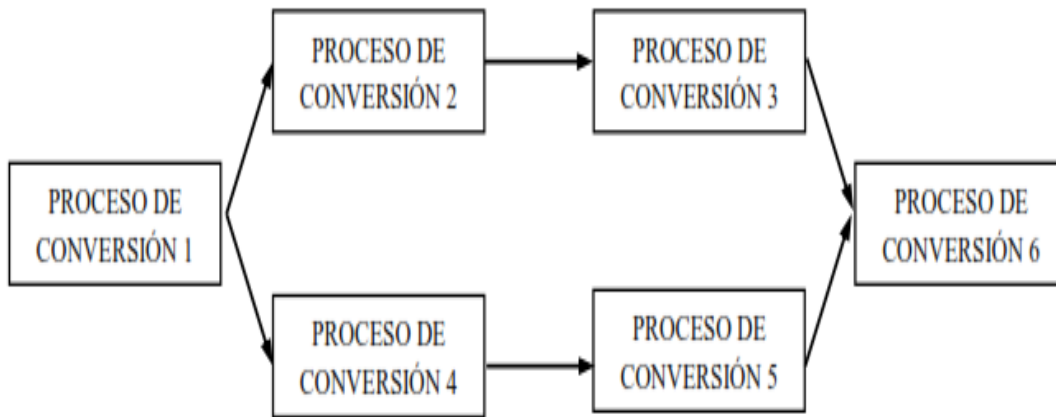 PROCESO DE
CONVERSIÓN 1
PROCESO DE
CONVERSIÓN 2
PROCESO DE
CONVERSIÓN 3
PROCESO DE
CONVERSIÓN 4
PROCESO DE
CONVERSIÓN 5
PROCESO DE
CONVERSIÓN 6